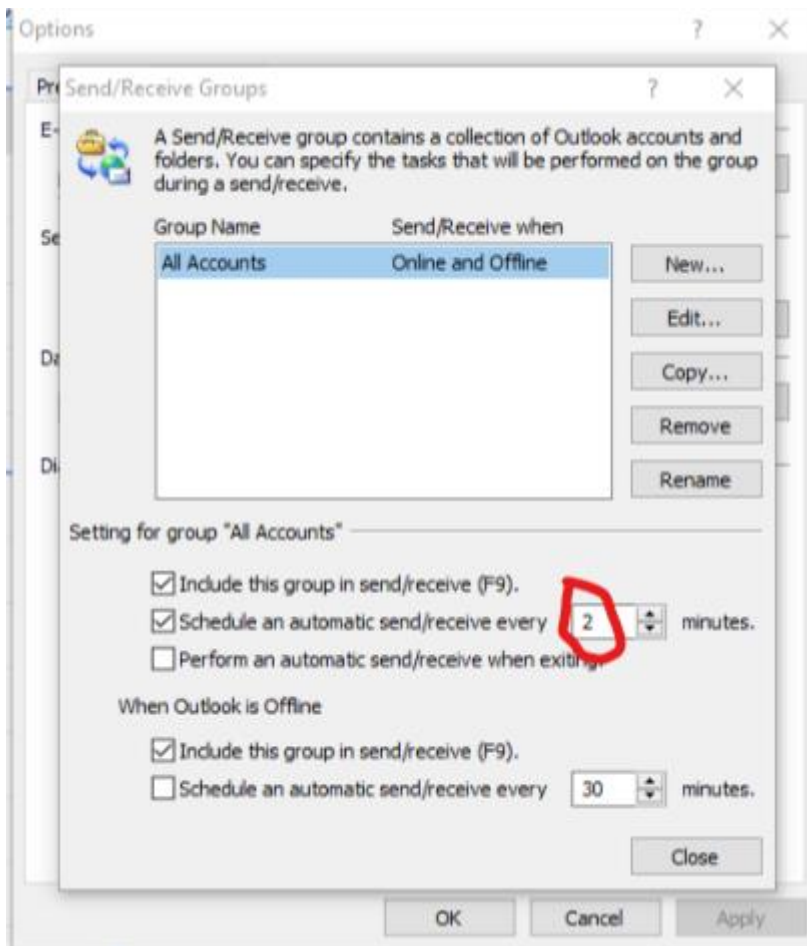 Options
Send/Receive Groups
A Send/Receive group contains a collection of Outlook accounts and
folders. You can specify the tasks that will be performed on the group
during a send/receive.
Group Name Send/Receive when
All Accounts Online and Offline
New...
Edit...
Copy...
Remove
Rename
Setting for group "All Accounts"
Include this group in send/receive (F9).
Schedule an automatic send/receive every 2 minutes.
Perform an automatic send/receive when exiting.
When Outlook is Offline
Include this group in send/receive (F9).
Schedule an automatic send/receive every 30 minutes.
Close
OK Cancel Apply